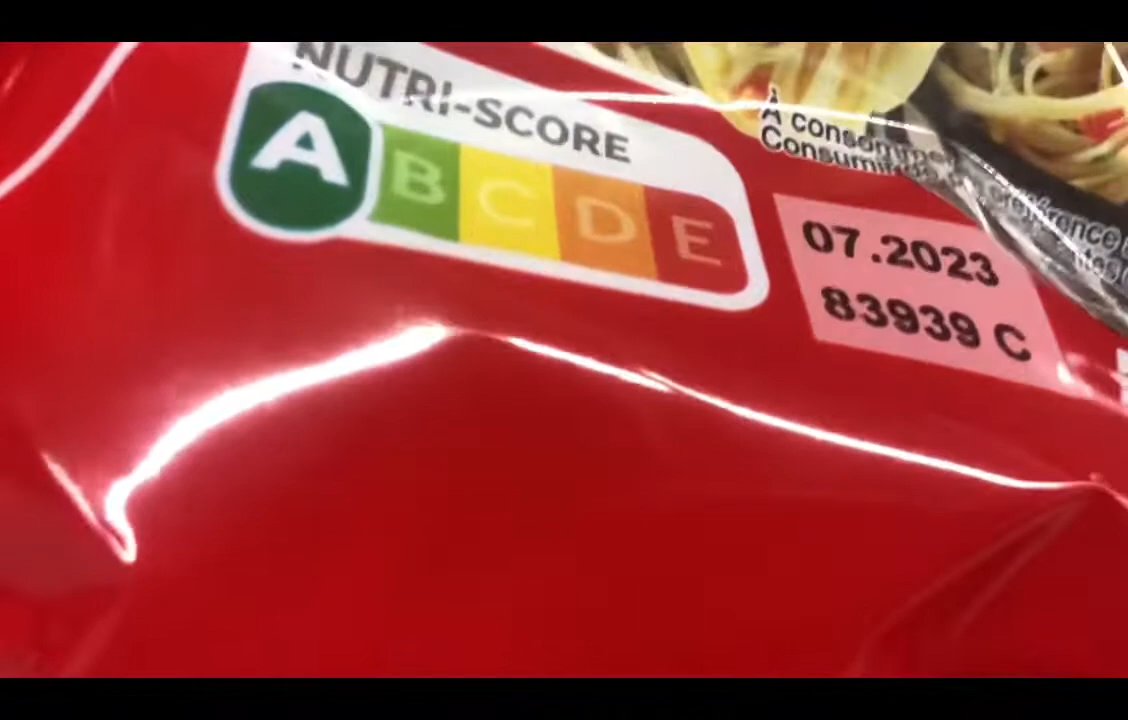 NUTRI-SCORE
A B C D E
À consommer
Consumir
07.2023
83939 C